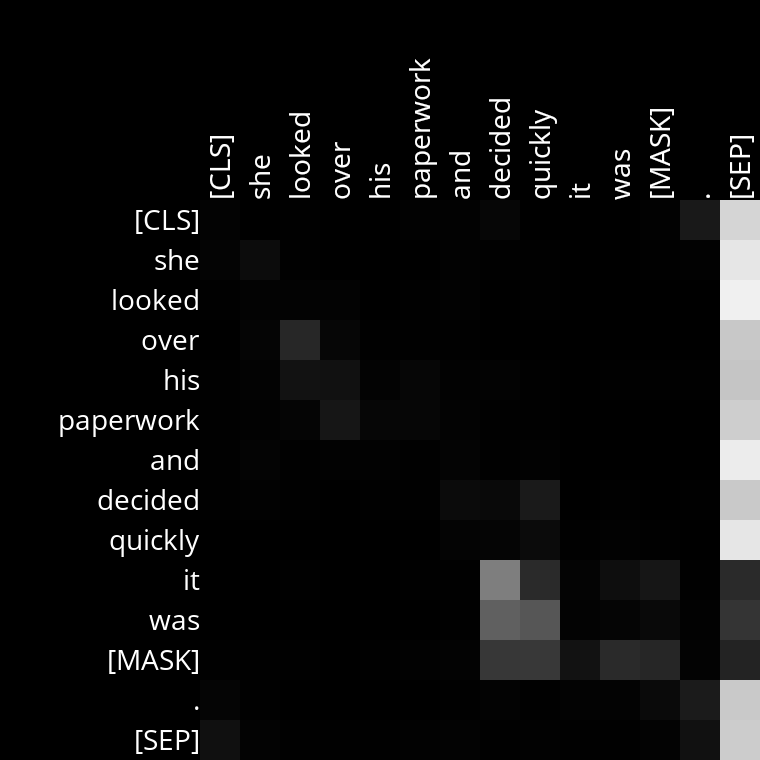 [CLS] she looked over his paperwork and decided quickly it was [MASK] . [SEP]
[CLS]
she
looked
over
his
paperwork
and
decided
quickly
it
was
[MASK]
.
[SEP]